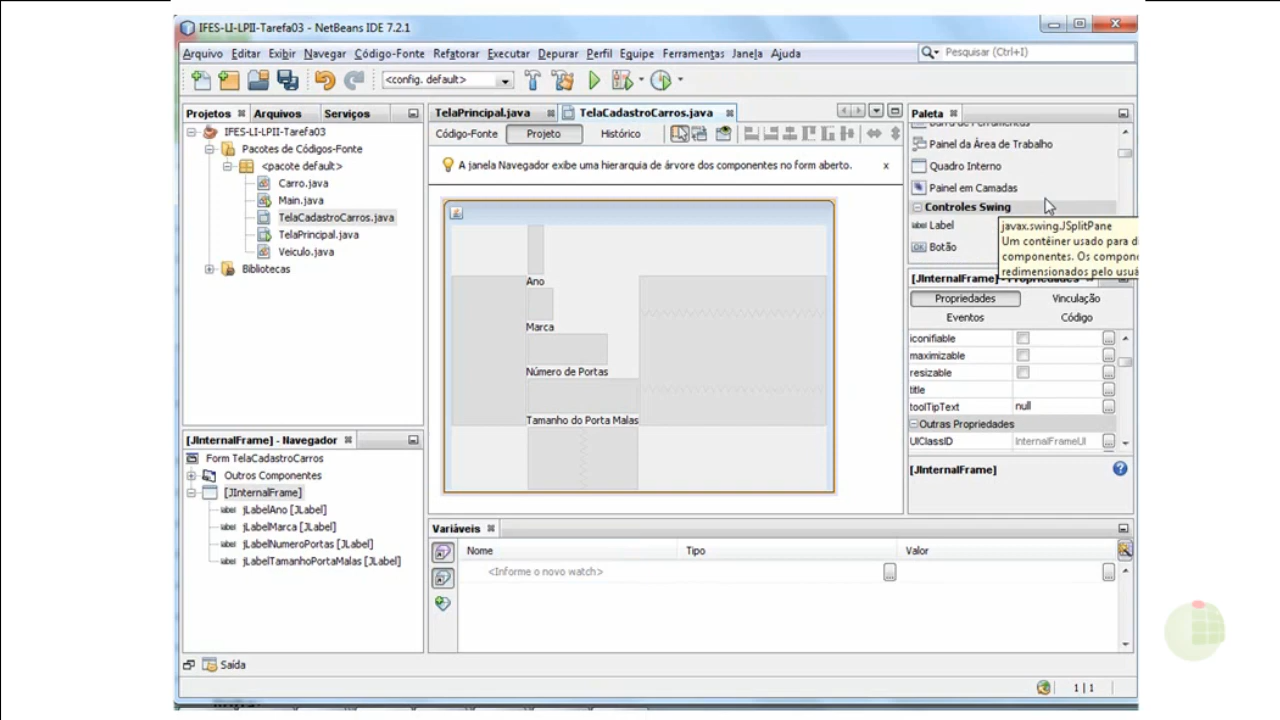 IFES-LI-LPII-Tarefa03 - NetBeans IDE 7.2.1
Arquivo Editar Exibir Navegar Código-Fonte Refatorar Executar Depurar Perfil Equipe Ferramentas Janela Ajuda
Pesquisar (Ctrl+I)
<config. default>
Projetos Arquivos Serviços
IFES-LI-LPII-Tarefa03
Pacotes de Códigos-Fonte
<pacote default>
Carro.java
Main.java
TelaCadastroCarros.java
TelaPrincipal.java
Veiculo.java
Bibliotecas
TelaPrincipal.java TelaCadastroCarros.java
Código-Fonte Projeto Histórico
A janela Navegador exibe uma hierarquia de árvore dos componentes no form aberto. x
Ano
Marca
Número de Portas
Tamanho do Porta Malas
Paleta
Barra de Ferramentas
Painel da Área de Trabalho
Quadro Interno
Painel em Camadas
Controles Swing
Label
Botão
javax.swing.JSplitPane
Um contêiner usado para
componentes. Os
redimensionados pelo
[JInternalFrame] - Propriedades
Propriedades Vinculação
Eventos Código
iconifiable
maximizable
resizable
title
toolTipText null
Outras Propriedades
UIClassID InternalFrameUI
[JInternalFrame]
[JInternalFrame] - Navegador
Form TelaCadastroCarros
Outros Componentes
[JInternalFrame]
label jLabelAno [JLabel]
label jLabelMarca [JLabel]
label jLabelNumeroPortas [JLabel]
label jLabelTamanhoPortaMalas [JLabel]
Variáveis
Nome Tipo Valor
<Informe o novo watch>
Saída
1 | 1